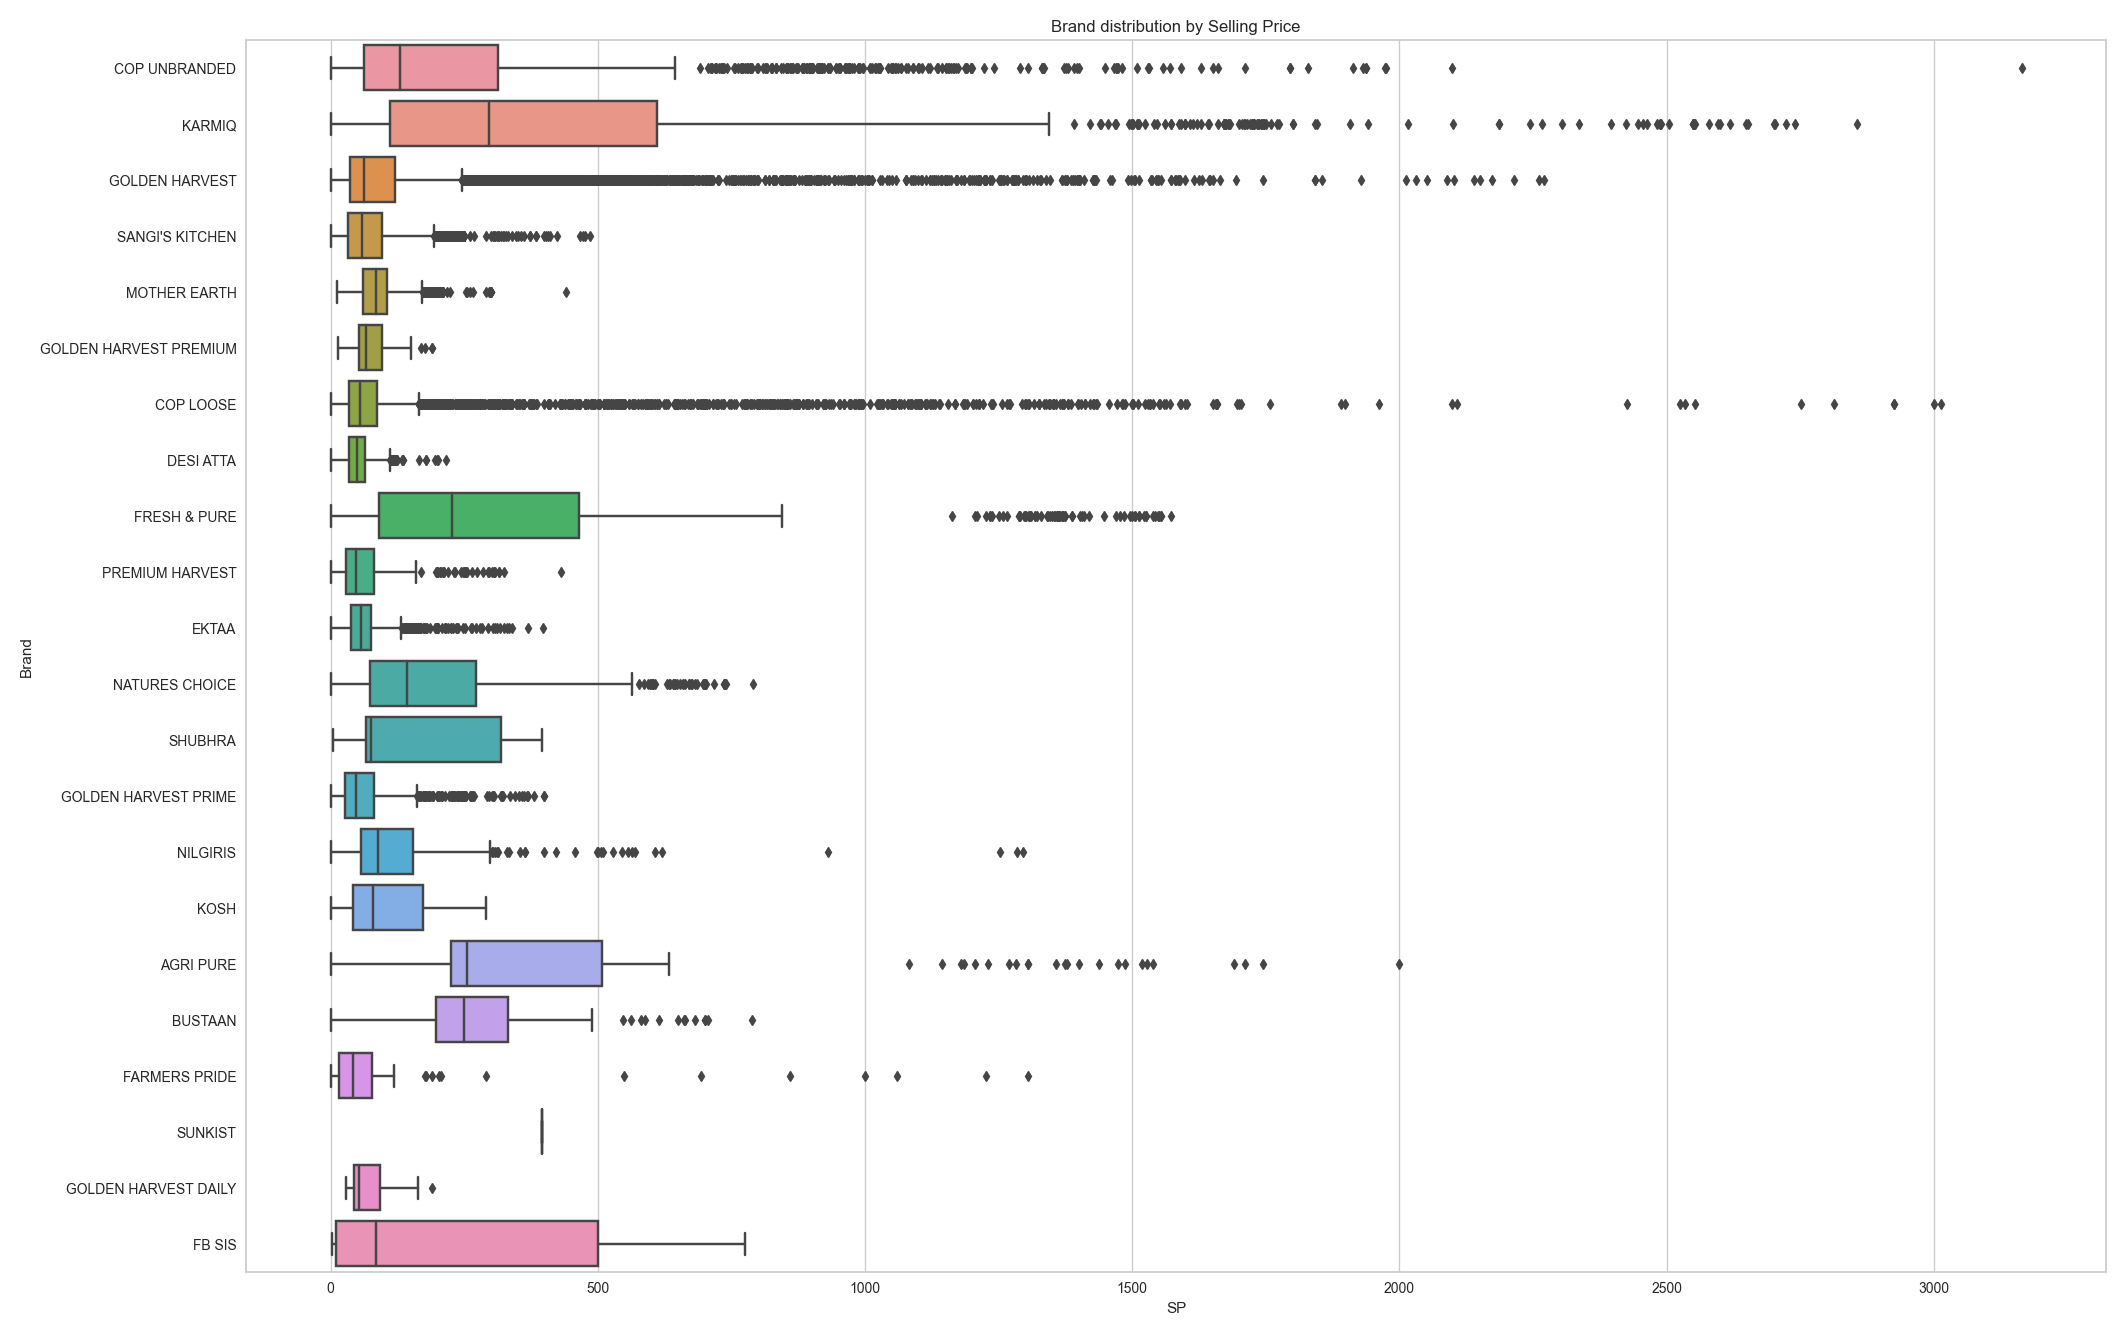 Brand distribution by Selling Price
COP UNBRANDED
KARMIQ
GOLDEN HARVEST
SANGI'S KITCHEN
MOTHER EARTH
GOLDEN HARVEST PREMIUM
COP LOOSE
DESI ATTA
FRESH & PURE
PREMIUM HARVEST
EKTAA
NATURES CHOICE
SHUBHRA
GOLDEN HARVEST PRIME
NILGIRIS
KOSH
AGRI PURE
BUSTAAN
FARMERS PRIDE
SUNKIST
GOLDEN HARVEST DAILY
FB SIS
Brand
0 500 1000 1500 2000 2500 3000
SP